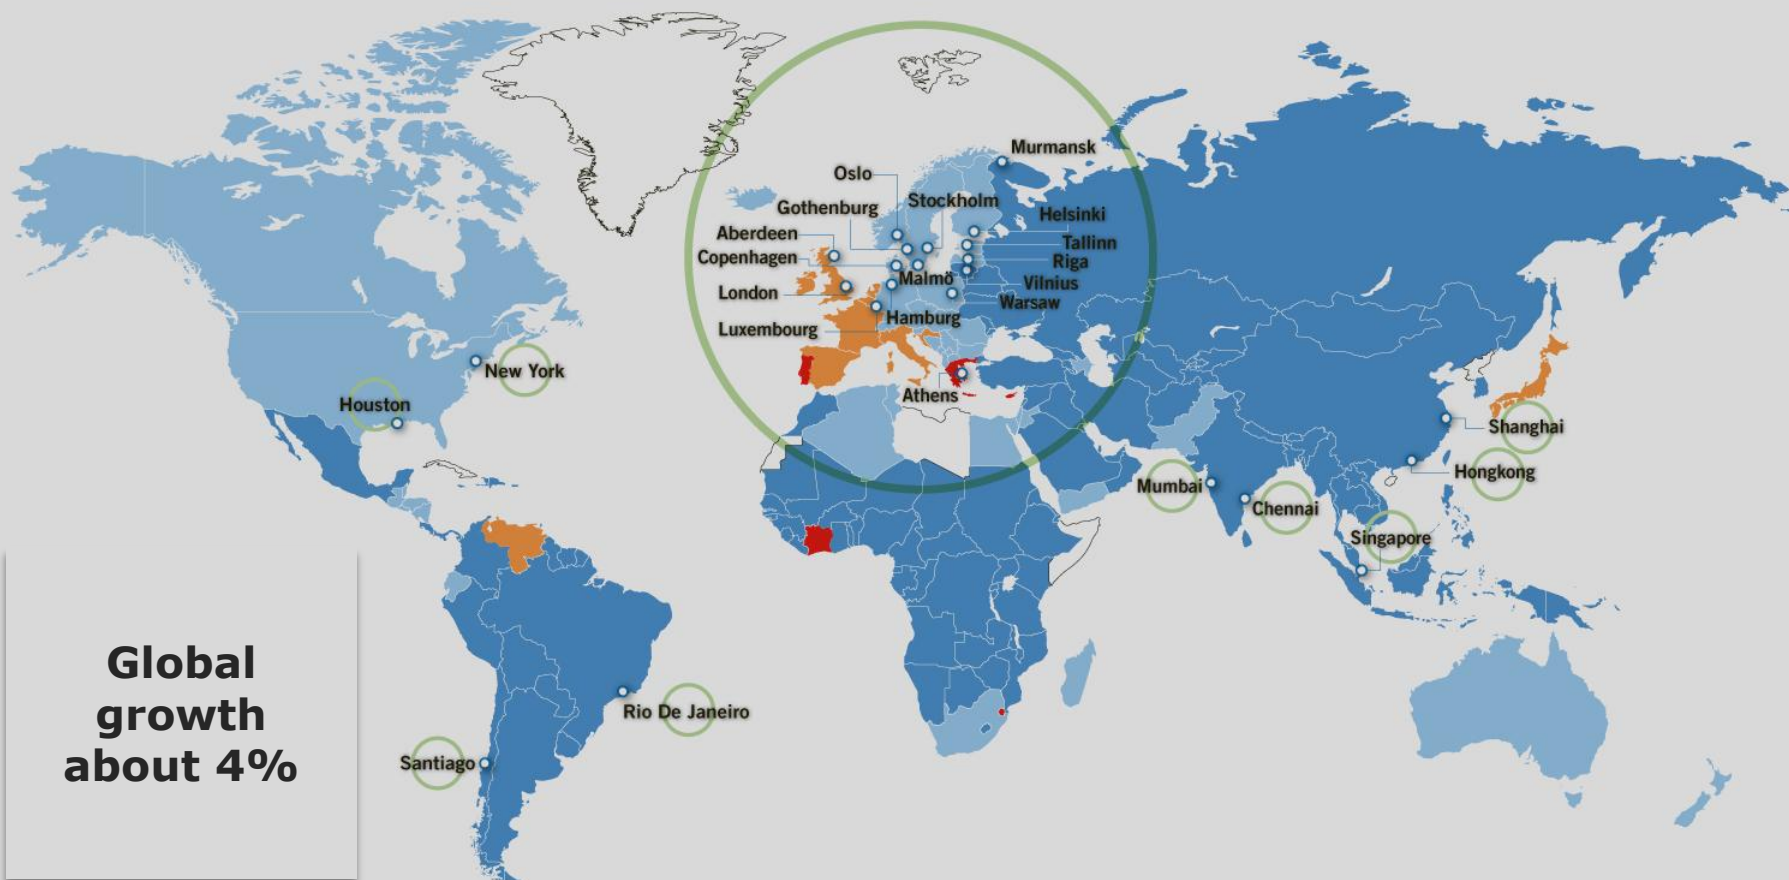 Murmansk
Oslo
Stockholm
Gothenburg
Helsinki
Aberdeen
Tallinn
Copenhagen
Riga
Malmö
Vilnius
London
Warsaw
Hamburg
Luxembourg
Athens
New York
Houston
Shanghai
Hongkong
Mumbai
Chennai
Singapore
Rio De Janeiro
Santiago
Global
growth
about 4%